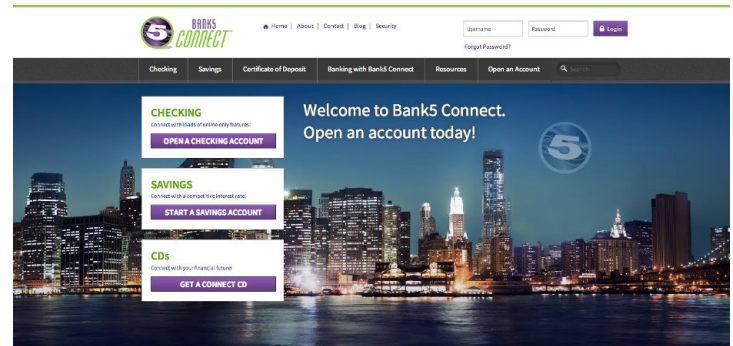 5 BANK5
CONNECT
Home | About | Contact | Blog | Security
Username
Password
Login
Forgot Password?
Checking
Savings
Certificate of Deposit
Banking with Bank5 Connect
Resources
Open an Account
Search
CHECKING
Connect with loads of online-only features!
OPEN A CHECKING ACCOUNT
Welcome to Bank5 Connect.
Open an account today!
5
SAVINGS
Connect with a competitive interest rate!
START A SAVINGS ACCOUNT
CDs
Connect with your financial future!
GET A CONNECT CD